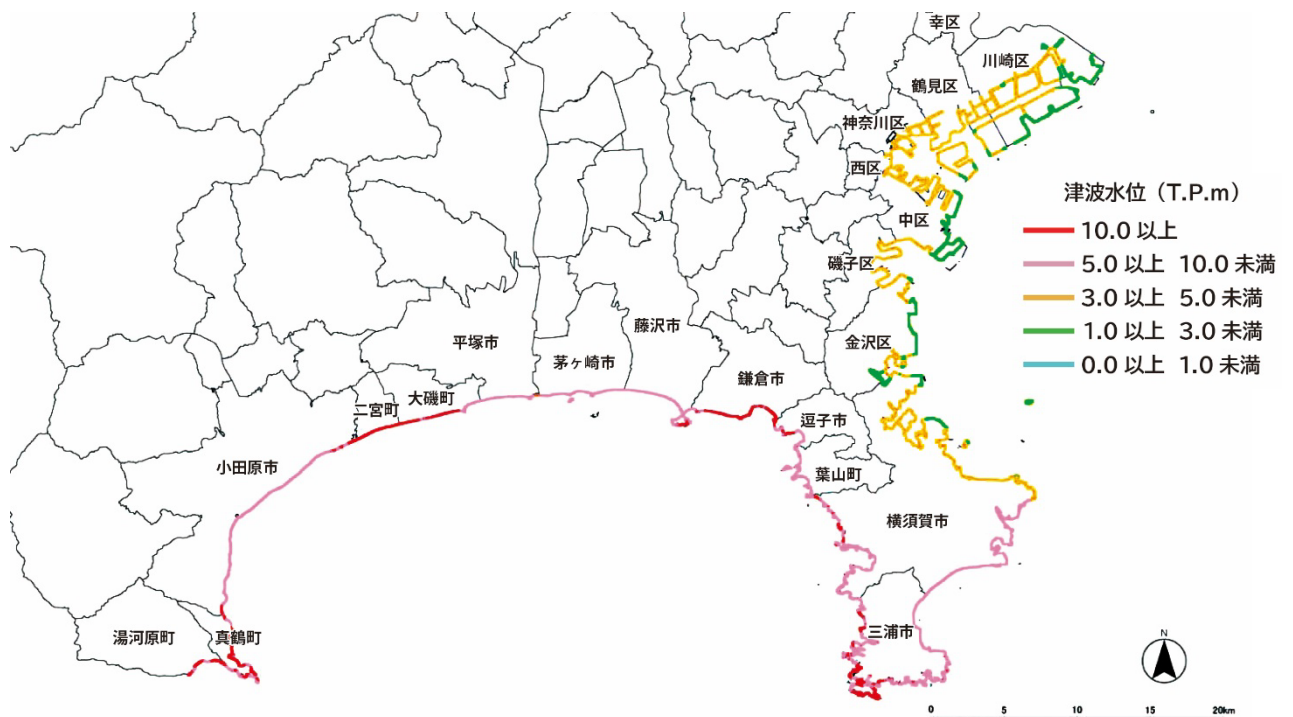 幸区
川崎区
鶴見区
神奈川区
西区
中区
磯子区
金沢区
津波水位（T.P.m）
10.0 以上
5.0 以上 10.0 未満
3.0 以上 5.0 未満
1.0 以上 3.0 未満
0.0 以上 1.0 未満
藤沢市
平塚市
茅ヶ崎市
鎌倉市
大磯町
二宮町
逗子市
小田原市
葉山町
横須賀市
湯河原町
真鶴町
三浦市
N
0 5 10 15 20km